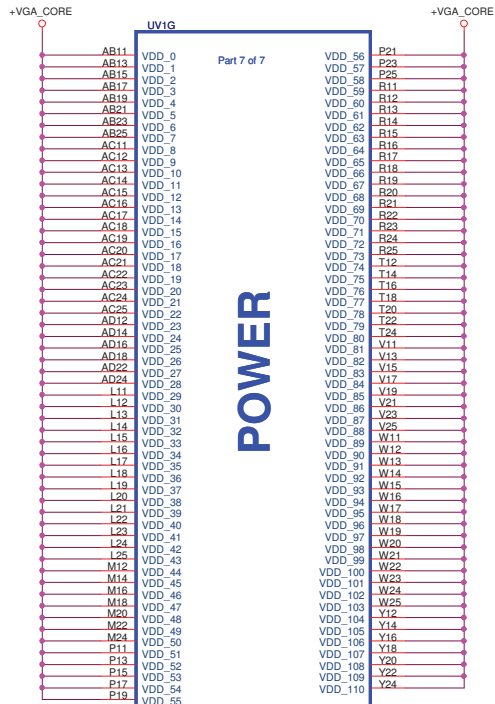 +VGA_CORE
+VGA_CORE
UV1G
Part 7 of 7
POWER
AB11 VDD_0
AB13 VDD_1
AB15 VDD_2
AB17 VDD_3
AB19 VDD_4
AB21 VDD_5
AB23 VDD_6
AB25 VDD_7
AC11 VDD_8
AC12 VDD_9
AC13 VDD_10
AC14 VDD_11
AC15 VDD_12
AC16 VDD_13
AC17 VDD_14
AC18 VDD_15
AC19 VDD_16
AC20 VDD_17
AC21 VDD_18
AC22 VDD_19
AC23 VDD_20
AC24 VDD_21
AC25 VDD_22
AD12 VDD_23
AD14 VDD_24
AD16 VDD_25
AD18 VDD_26
AD22 VDD_27
AD24 VDD_28
L11 VDD_29
L12 VDD_30
L13 VDD_31
L14 VDD_32
L15 VDD_33
L16 VDD_34
L17 VDD_35
L18 VDD_36
L19 VDD_37
L20 VDD_38
L21 VDD_39
L22 VDD_40
L23 VDD_41
L24 VDD_42
L25 VDD_43
M12 VDD_44
M14 VDD_45
M16 VDD_46
M18 VDD_47
M20 VDD_48
M22 VDD_49
M24 VDD_50
P11 VDD_51
P13 VDD_52
P15 VDD_53
P17 VDD_54
P19 VDD_55
VDD_56 P21
VDD_57 P23
VDD_58 P25
VDD_59 R11
VDD_60 R12
VDD_61 R13
VDD_62 R14
VDD_63 R15
VDD_64 R16
VDD_65 R17
VDD_66 R18
VDD_67 R19
VDD_68 R20
VDD_69 R21
VDD_70 R22
VDD_71 R23
VDD_72 R24
VDD_73 R25
VDD_74 T12
VDD_75 T14
VDD_76 T16
VDD_77 T18
VDD_78 T20
VDD_79 T22
VDD_80 T24
VDD_81 V11
VDD_82 V13
VDD_83 V15
VDD_84 V17
VDD_85 V19
VDD_86 V21
VDD_87 V23
VDD_88 V25
VDD_89 W11
VDD_90 W12
VDD_91 W13
VDD_92 W14
VDD_93 W15
VDD_94 W16
VDD_95 W17
VDD_96 W18
VDD_97 W19
VDD_98 W20
VDD_99 W21
VDD_100 W22
VDD_101 W23
VDD_102 W24
VDD_103 W25
VDD_104 Y12
VDD_105 Y14
VDD_106 Y16
VDD_107 Y18
VDD_108 Y20
VDD_109 Y22
VDD_110 Y24